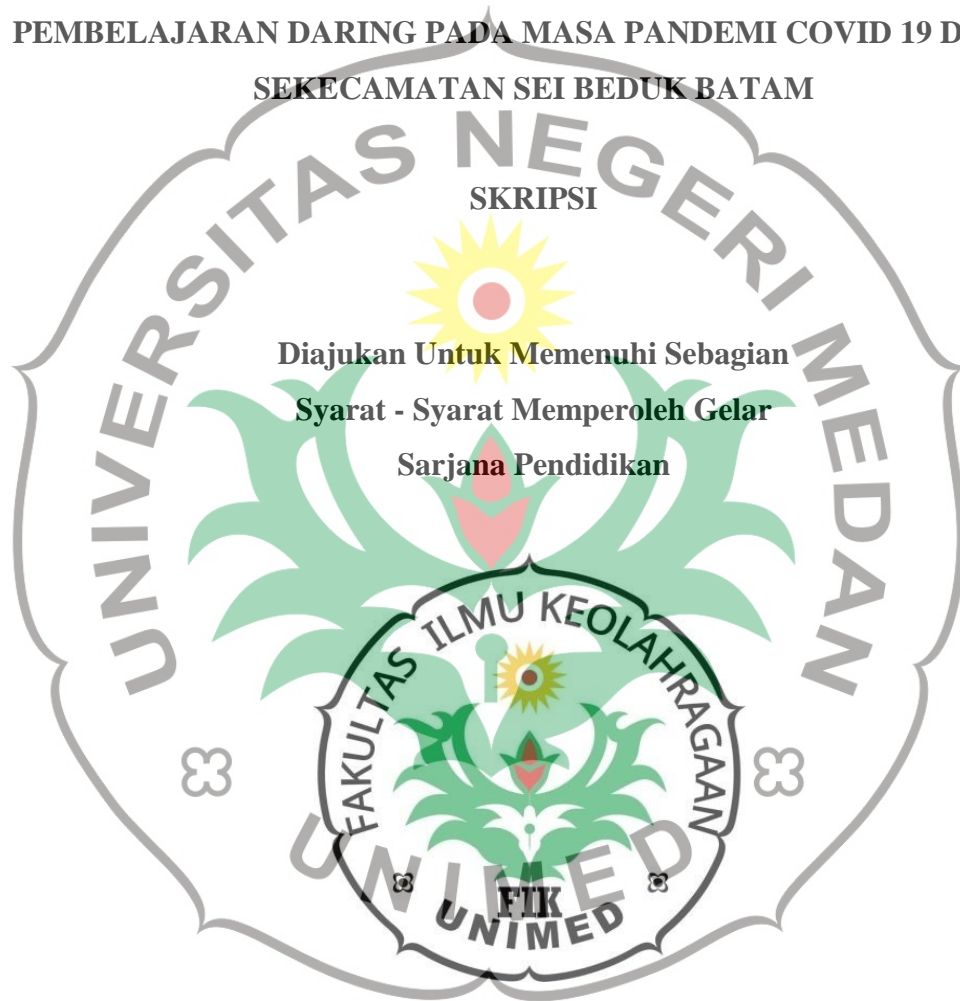 PEMBELAJARAN DARING PADA MASA PANDEMI COVID 19 D
SEKECAMATAN SEI BEDUK BATAM
UNIVERSITAS NEGERI MEDAN
SKRIPSI
Diajukan Untuk Memenuhi Sebagian
Syarat - Syarat Memperoleh Gelar
Sarjana Pendidikan
FAKULTAS ILMU KEOLAHRAGAAN
FIK
UNIMED
UNIMED